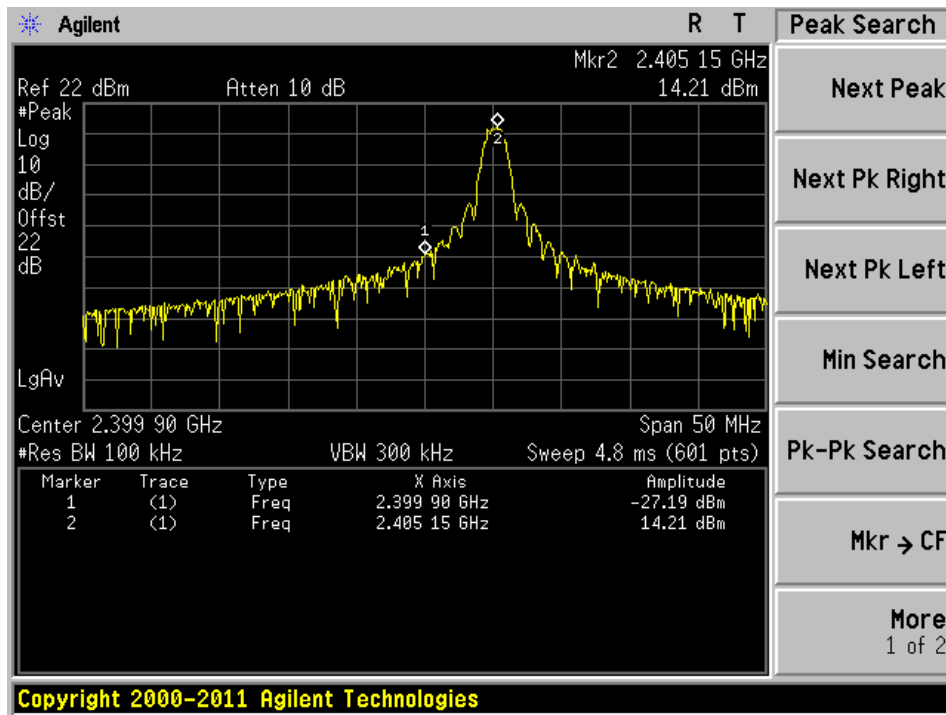 Agilent R T
Mkr2 2.405 15 GHz
Ref 22 dBm Atten 10 dB 14.21 dBm
#Peak
Log
10
dB/
Offst
22
dB
LgAv
1
2
Center 2.399 90 GHz Span 50 MHz
#Res BW 100 kHz VBW 300 kHz Sweep 4.8 ms (601 pts)
Marker Trace Type X Axis Amplitude
1 (1) Freq 2.399 90 GHz -27.19 dBm
2 (1) Freq 2.405 15 GHz 14.21 dBm
Peak Search
Next Peak
Next Pk Right
Next Pk Left
Min Search
Pk-Pk Search
Mkr → CF
More
1 of 2
Copyright 2000-2011 Agilent Technologies